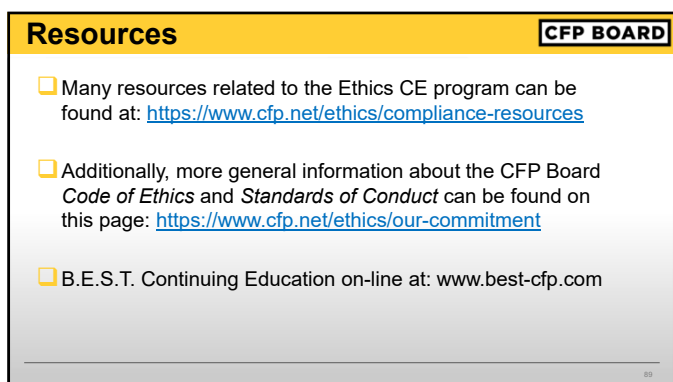 Resources
CFP BOARD
Many resources related to the Ethics CE program can be
found at: https://www.cfp.net/ethics/compliance-resources
Additionally, more general information about the CFP Board
Code of Ethics and Standards of Conduct can be found on
this page: https://www.cfp.net/ethics/our-commitment
B.E.S.T. Continuing Education on-line at: www.best-cfp.com
89